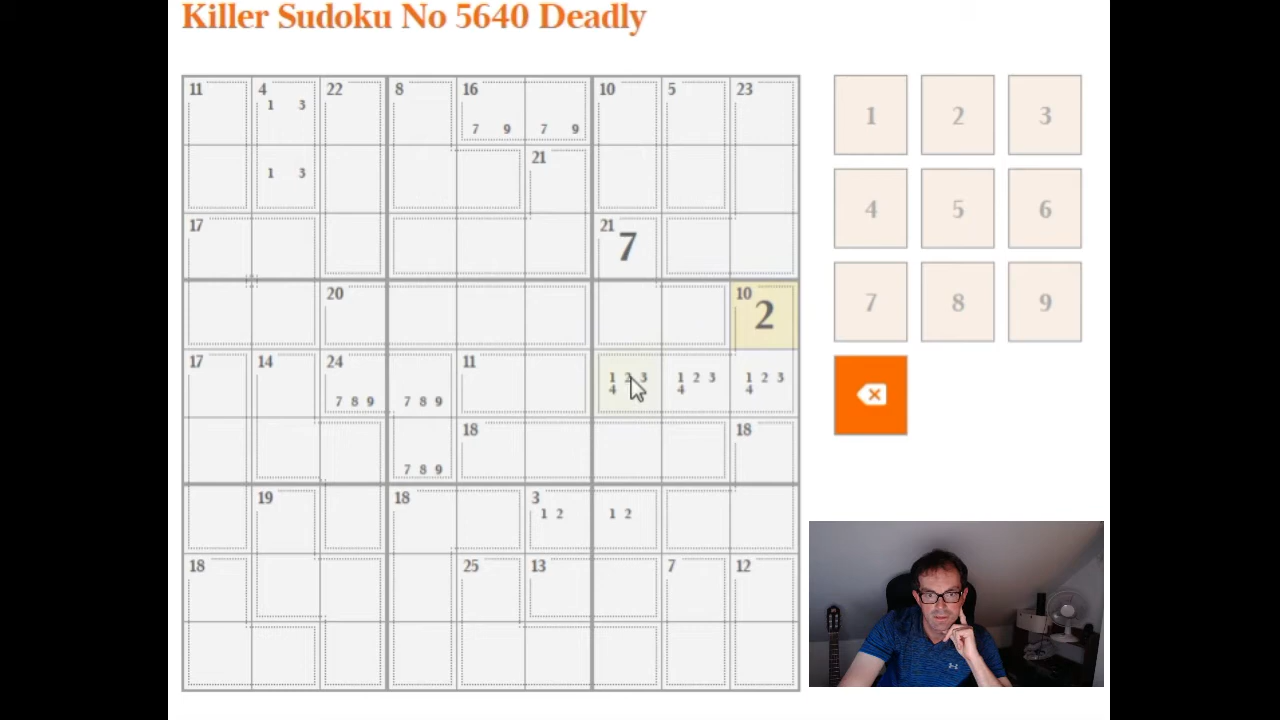 Killer Sudoku No 5640 Deadly
11 4 22 8 16 10 5 23
1 3
7 9 7 9
21
1 3
17 21
7
20 10
2
17 14 24 11
1 2 3 1 2 3 1 2 3
4 4 4
7 8 9 7 8 9
18 18
7 8 9
19 18 3
1 2 1 2
18 25 13 7 12
1 2 3
4 5 6
7 8 9